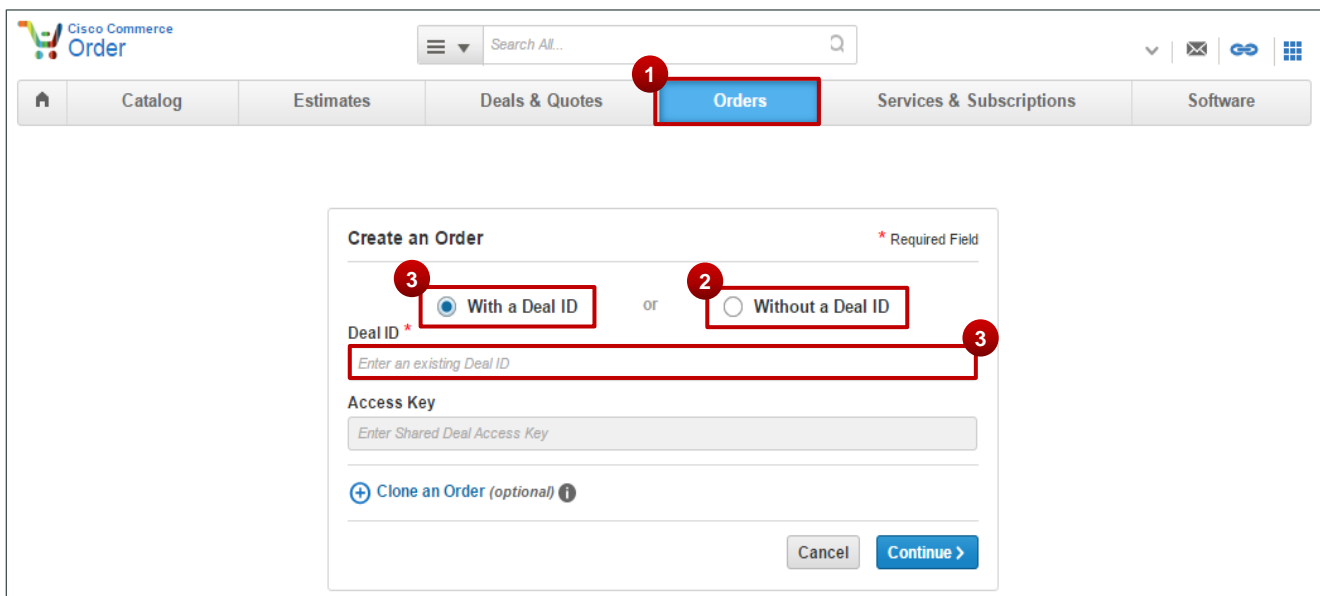 Cisco Commerce
Order
Search All...
1
Catalog Estimates Deals & Quotes Orders Services & Subscriptions Software
Create an Order * Required Field
3 2
With a Deal ID or Without a Deal ID
Deal ID *
3
Enter an existing Deal ID
Access Key
Enter Shared Deal Access Key
Clone an Order (optional) i
Cancel Continue >